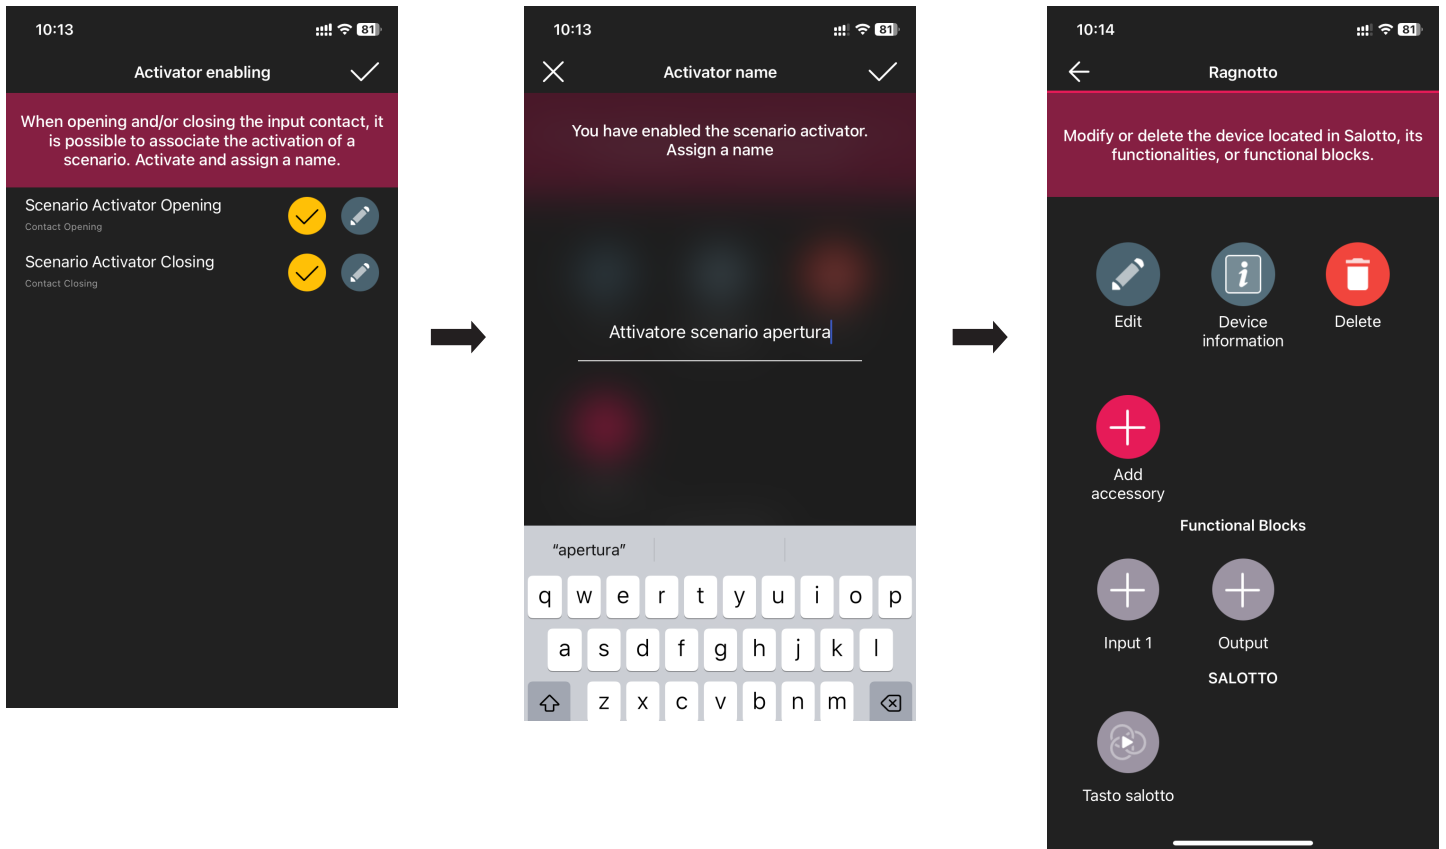 10:13
81
Activator enabling
When opening and/or closing the input contact, it
is possible to associate the activation of a
scenario. Activate and assign a name.
Scenario Activator Opening
Contact Opening
Scenario Activator Closing
Contact Closing
10:13
81
Activator name
You have enabled the scenario activator.
Assign a name
Attivatore scenario apertura
“apertura”
q w e r t y u i o p
a s d f g h j k l
z x c v b n m
10:14
81
Ragnotto
Modify or delete the device located in Salotto, its
functionalities, or functional blocks.
Edit
Device
information
Delete
Add
accessory
Functional Blocks
Input 1
Output
SALOTTO
Tasto salotto